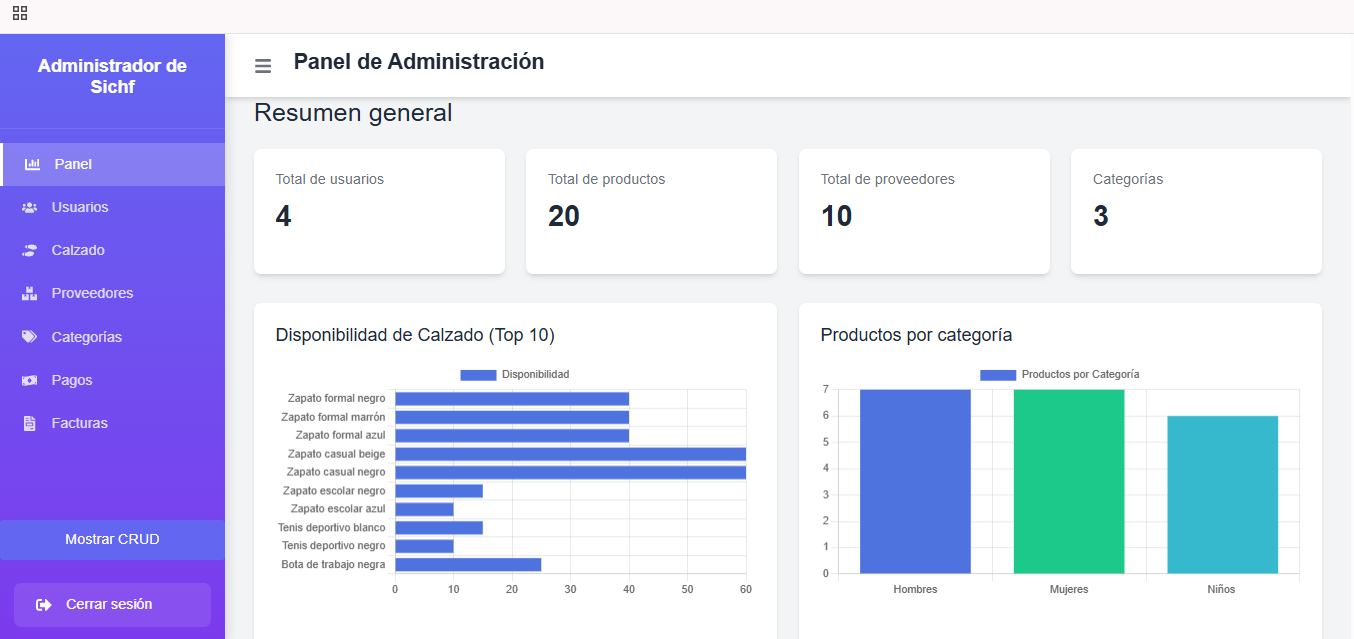 Administrador de
Sichf
Panel
Usuarios
Calzado
Proveedores
Categorías
Pagos
Facturas
Mostrar CRUD
Cerrar sesión
Panel de Administración
Resumen general
Total de usuarios
4
Total de productos
20
Total de proveedores
10
Categorías
3
Disponibilidad de Calzado (Top 10)
Disponibilidad
Zapato formal negro
Zapato formal marrón
Zapato formal azul
Zapato casual beige
Zapato casual negro
Zapato escolar negro
Zapato escolar azul
Tenis deportivo blanco
Tenis deportivo negro
Bota de trabajo negra
0 10 20 30 40 50 60
Productos por categoría
Productos por Categoría
7
6
5
4
3
2
1
0
Hombres Mujeres Niños